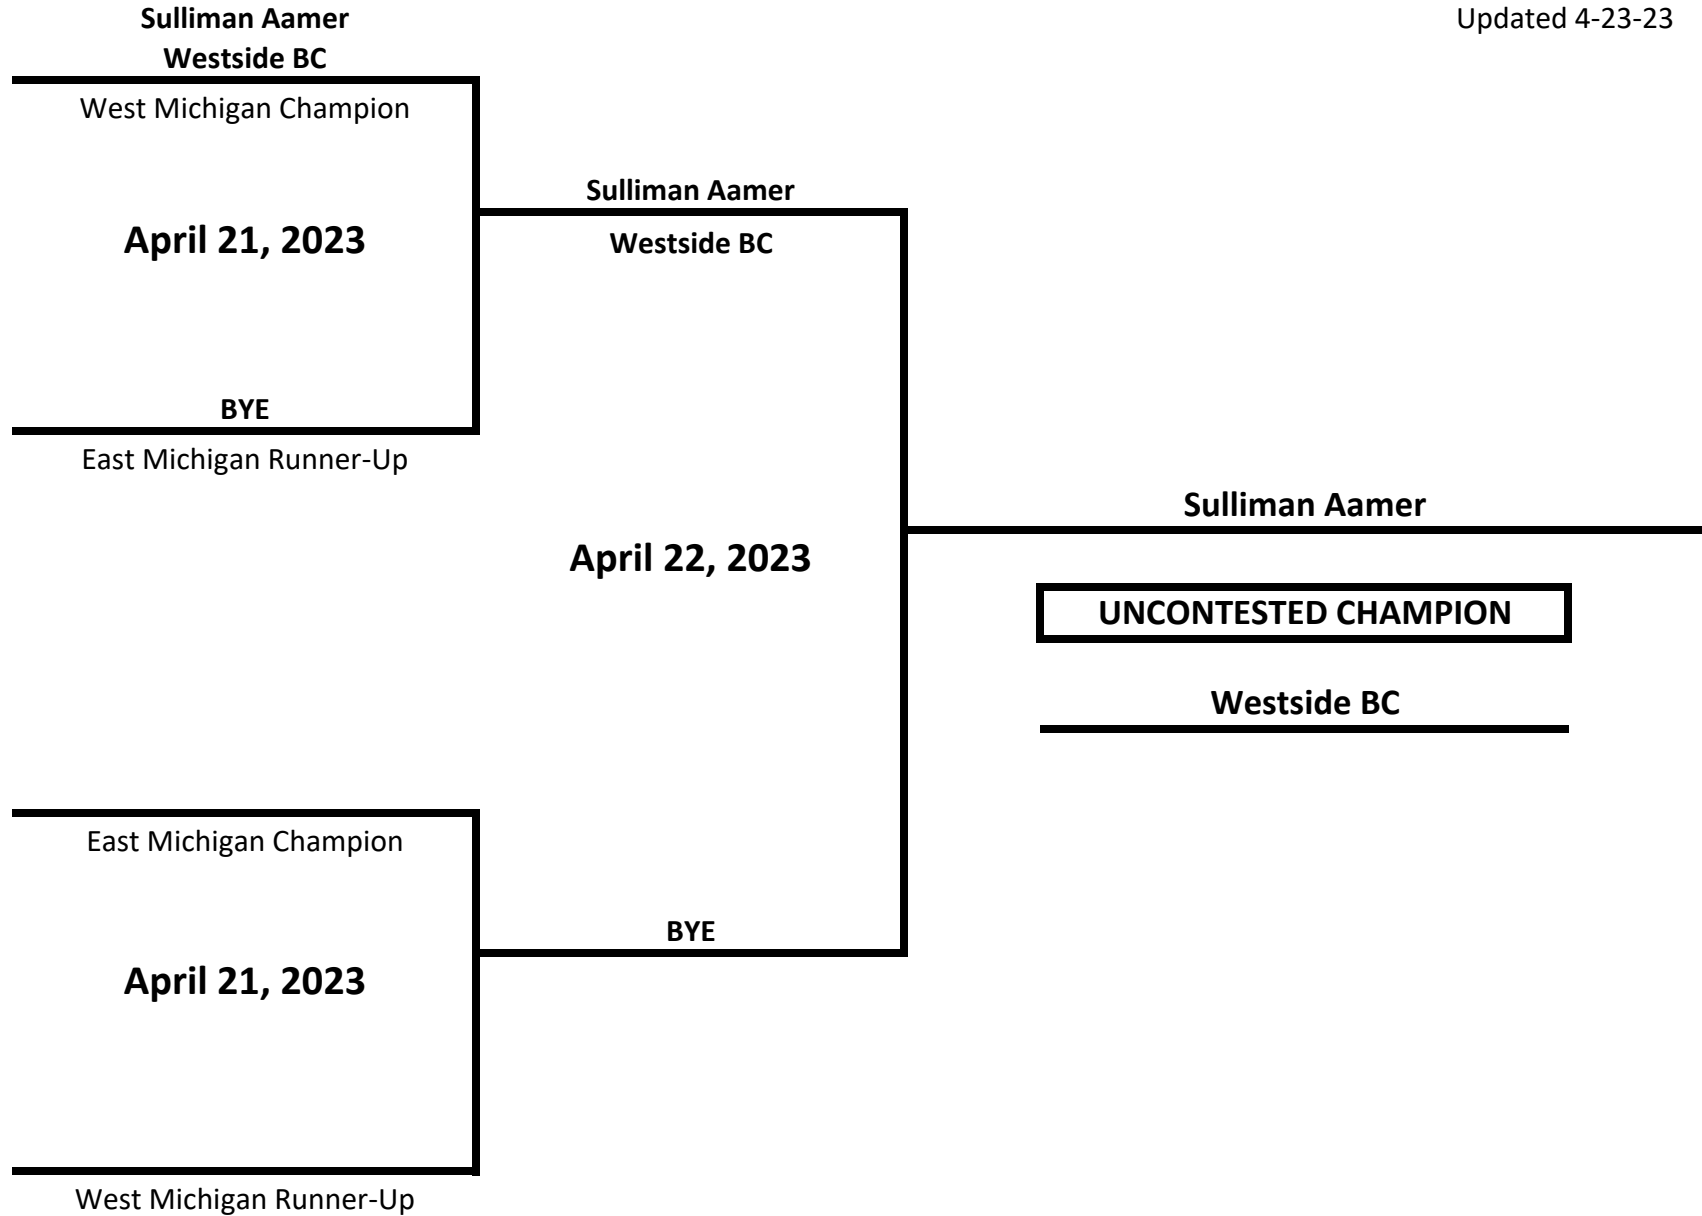 Sulliman Aamer
Updated 4-23-23
Westside BC
West Michigan Champion
Sulliman Aamer
April 21, 2023
Westside BC
BYE
East Michigan Runner-Up
Sulliman Aamer
April 22, 2023
UNCONTESTED CHAMPION
Westside BC
East Michigan Champion
BYE
April 21, 2023
West Michigan Runner-Up